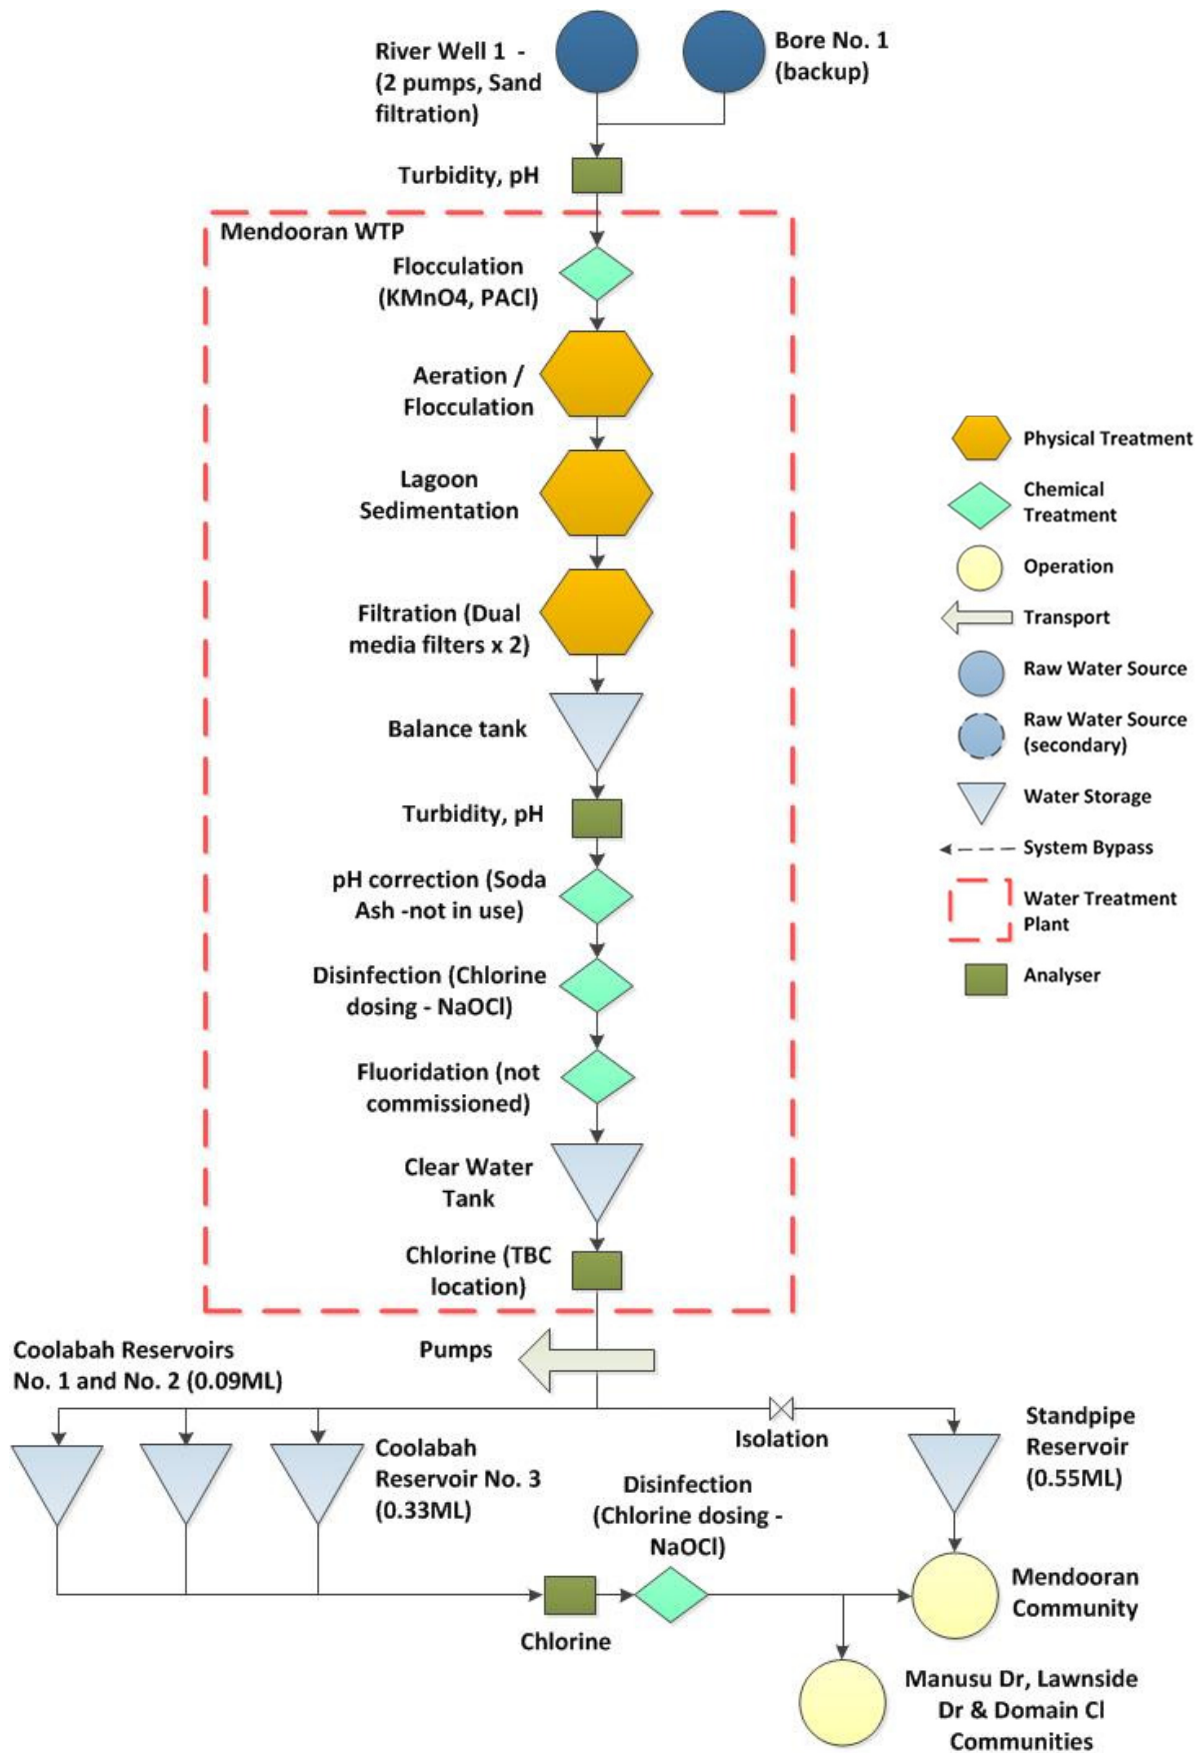 River Well 1 -
(2 pumps, Sand
filtration)
Bore No. 1
(backup)
Turbidity, pH
Mendooran WTP
Flocculation
(KMnO4, PACl)
Aeration /
Flocculation
Lagoon
Sedimentation
Filtration (Dual
media filters x 2)
Balance tank
Turbidity, pH
pH correction (Soda
Ash -not in use)
Disinfection (Chlorine
dosing - NaOCl)
Fluoridation (not
commissioned)
Clear Water
Tank
Chlorine (TBC
location)
Physical Treatment
Chemical
Treatment
Operation
Transport
Raw Water Source
Raw Water Source
(secondary)
Water Storage
System Bypass
Water Treatment
Plant
Analyser
Pumps
Coolabah Reservoirs
No. 1 and No. 2 (0.09ML)
Coolabah
Reservoir No. 3
(0.33ML)
Isolation
Standpipe
Reservoir
(0.55ML)
Disinfection
(Chlorine dosing -
NaOCl)
Chlorine
Mendooran
Community
Manusu Dr, Lawnside
Dr & Domain Cl
Communities